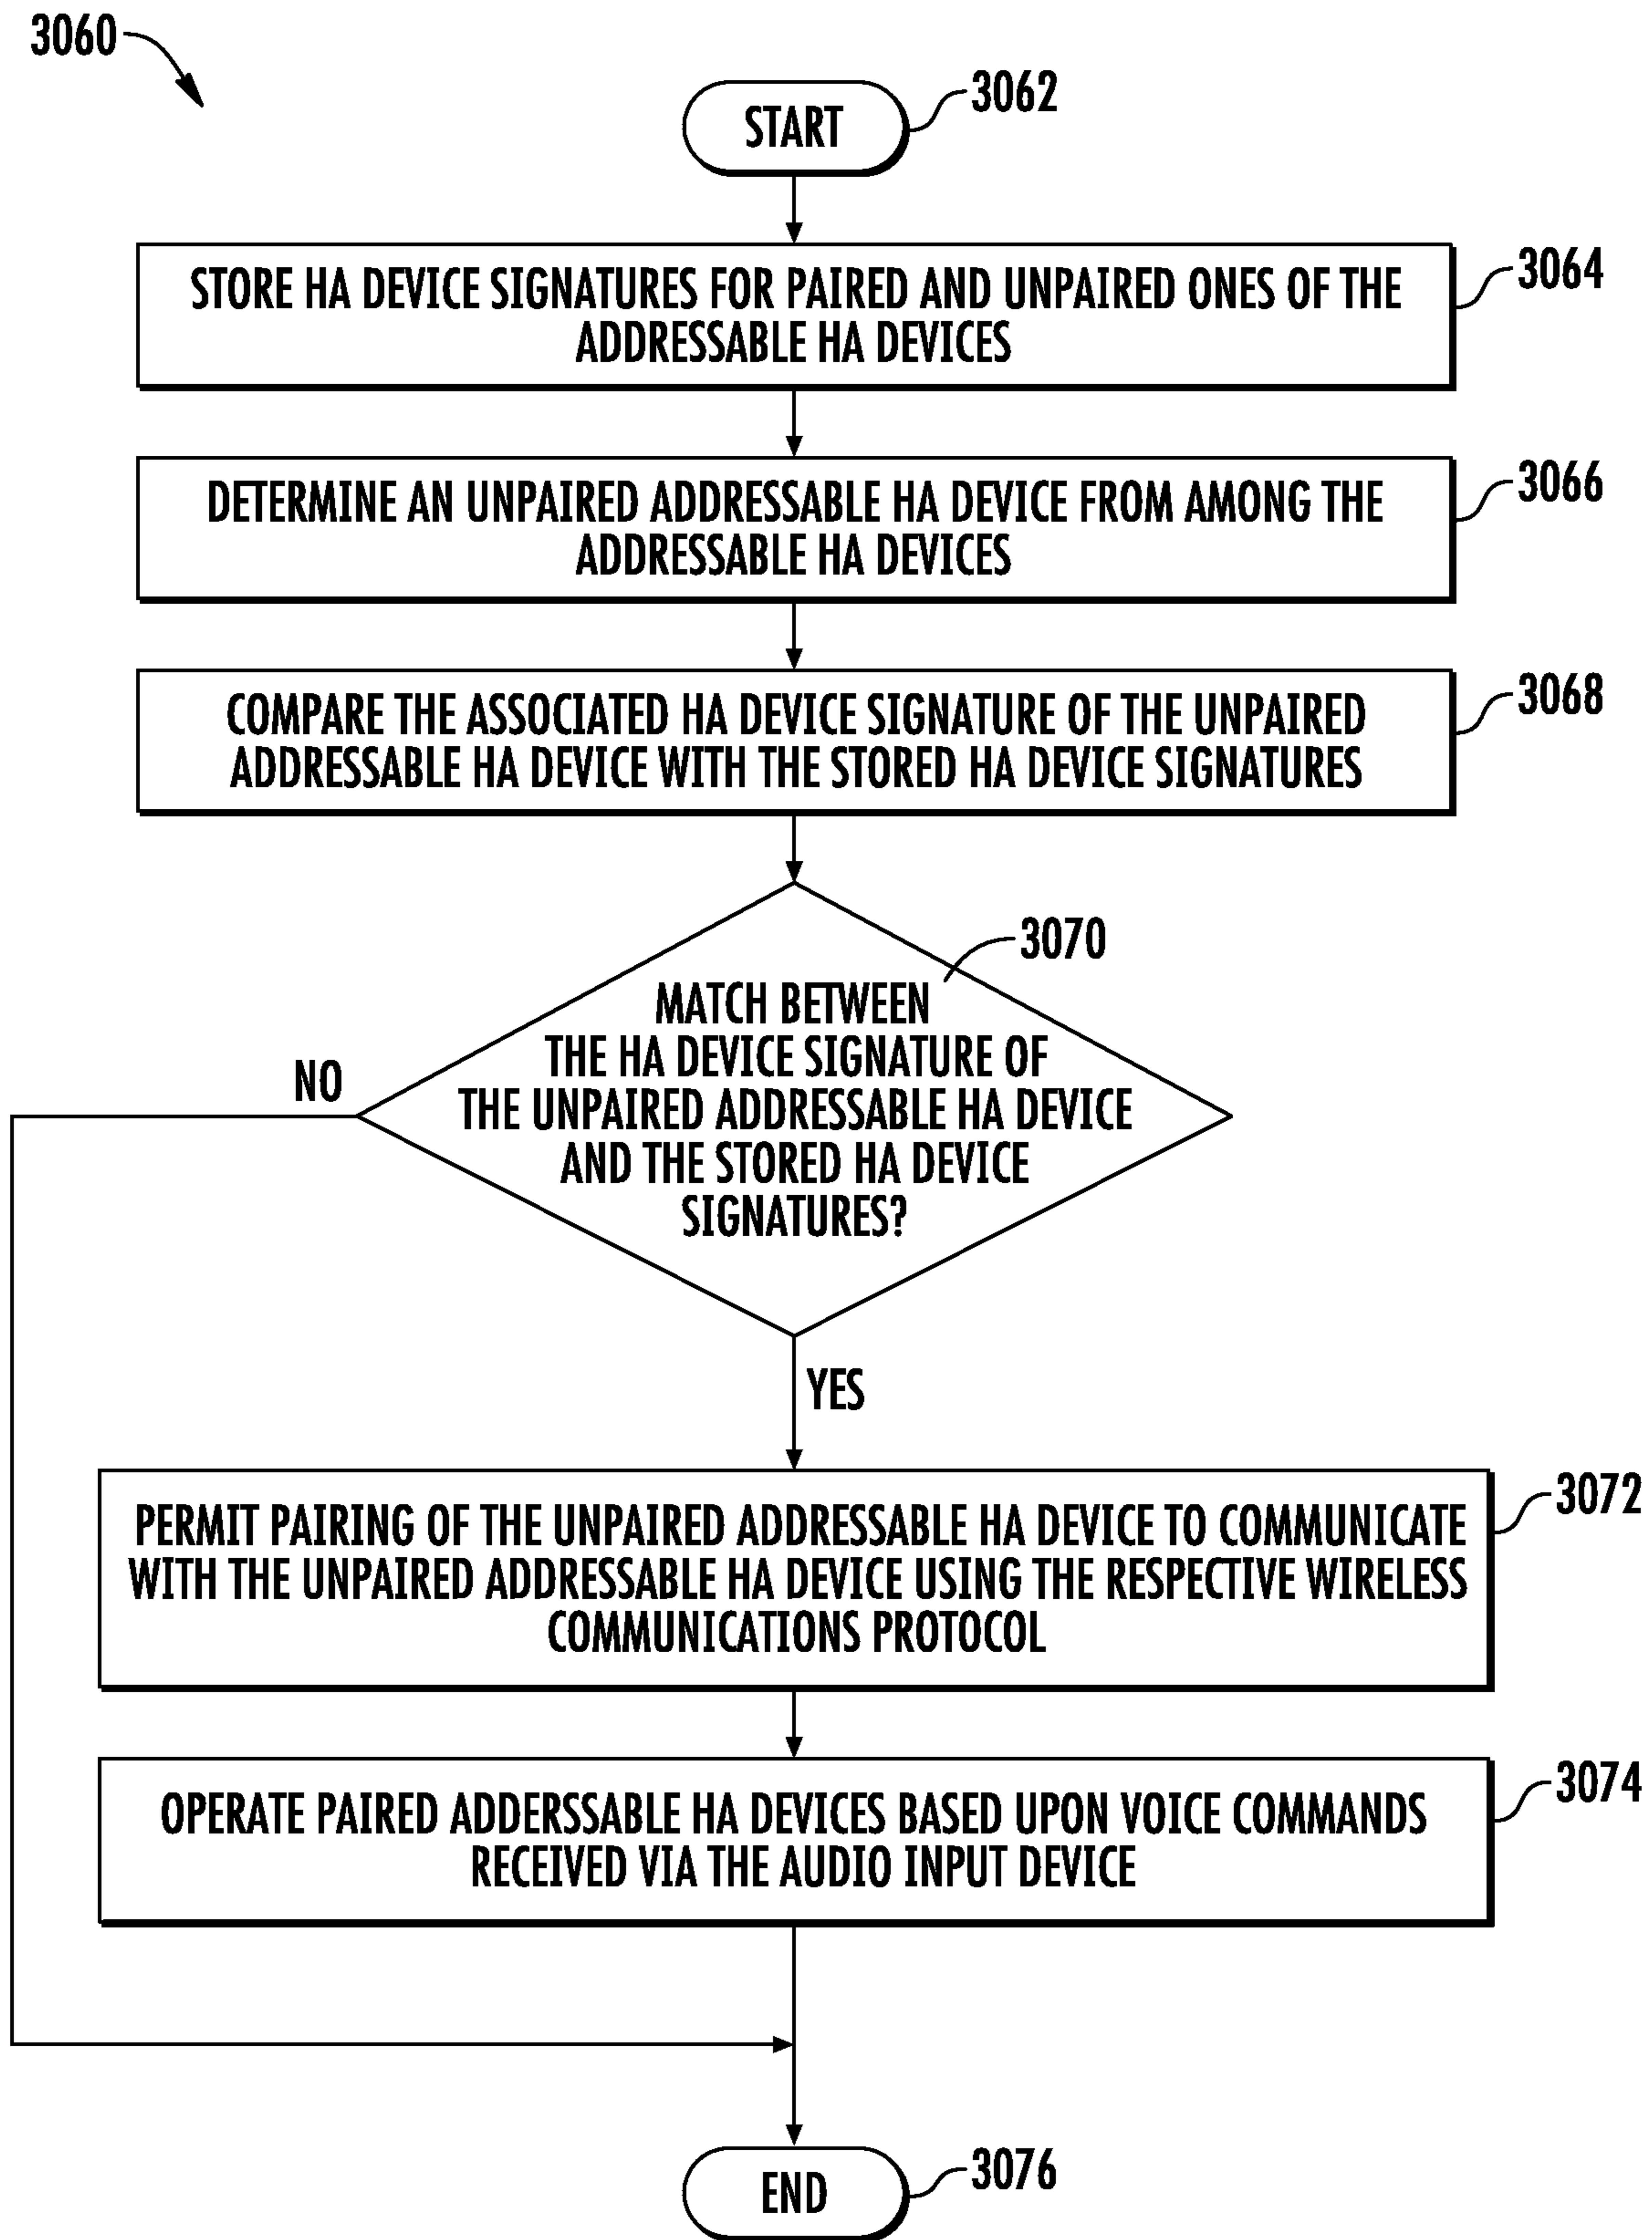 3060
START
3062
STORE HA DEVICE SIGNATURES FOR PAIRED AND UNPAIRED ONES OF THE
ADDRESSABLE HA DEVICES
3064
DETERMINE AN UNPAIRED ADDRESSABLE HA DEVICE FROM AMONG THE
ADDRESSABLE HA DEVICES
3066
COMPARE THE ASSOCIATED HA DEVICE SIGNATURE OF THE UNPAIRED
ADDRESSABLE HA DEVICE WITH THE STORED HA DEVICE SIGNATURES
3068
3070
MATCH BETWEEN
THE HA DEVICE SIGNATURE OF
THE UNPAIRED ADDRESSABLE HA DEVICE
AND THE STORED HA DEVICE
SIGNATURES?
NO
YES
PERMIT PAIRING OF THE UNPAIRED ADDRESSABLE HA DEVICE TO COMMUNICATE
WITH THE UNPAIRED ADDRESSABLE HA DEVICE USING THE RESPECTIVE WIRELESS
COMMUNICATIONS PROTOCOL
3072
OPERATE PAIRED ADDERSSABLE HA DEVICES BASED UPON VOICE COMMANDS
RECEIVED VIA THE AUDIO INPUT DEVICE
3074
END
3076